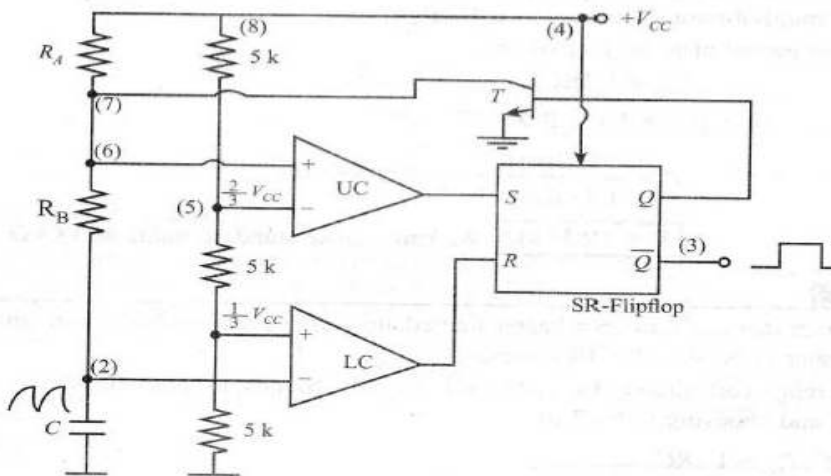 (8)
(4)
+V_CC
R_A
5 k
T
(7)
(6)
+
UC
S
Q
R_B
2/3 V_CC
(5)
−
(3)
R
Q̅
5 k
SR-Flipflop
1/3 V_CC
+
LC
(2)
−
C
5 k